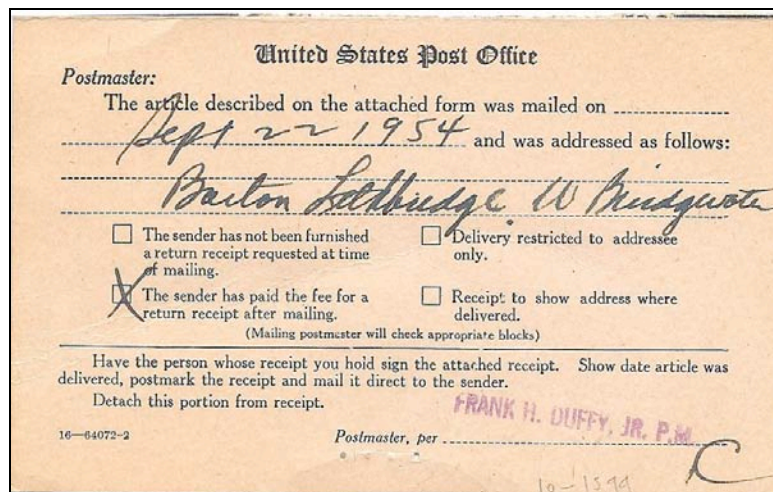 United States Post Office
Postmaster:
The article described on the attached form was mailed on
Sept 22 1954 and was addressed as follows:
Barton W Bridgwater
☐ The sender has not been furnished a return receipt requested at time of mailing.
☐ Delivery restricted to addressee only.
☒ The sender has paid the fee for a return receipt after mailing.
☐ Receipt to show address where delivered.
(Mailing postmaster will check appropriate blocks)
Have the person whose receipt you hold sign the attached receipt. Show date article was
delivered, postmark the receipt and mail it direct to the sender.
Detach this portion from receipt.
FRANK H. DUFFY, JR. P.M.
16—64072-2
Postmaster, per
C